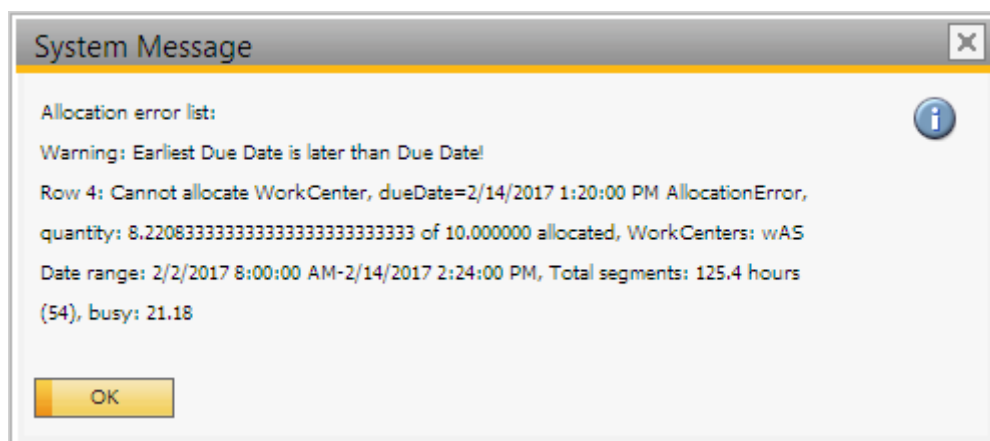 System Message
Allocation error list:
Warning: Earliest Due Date is later than Due Date!
Row 4: Cannot allocate WorkCenter, dueDate=2/14/2017 1:20:00 PM AllocationError,
quantity: 8.2208333333333333333333333333 of 10.000000 allocated, WorkCenters: wAS
Date range: 2/2/2017 8:00:00 AM-2/14/2017 2:24:00 PM, Total segments: 125.4 hours
(54), busy: 21.18
OK